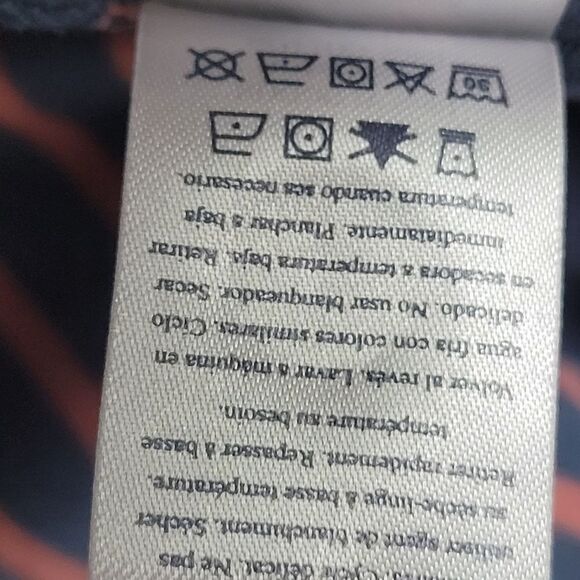 Cycle délicat. Ne pas
utiliser agent de blanchiment. Sécher
au sèche-linge à basse température.
Retirer rapidement. Repasser à basse
température au besoin.
Volver al revés. Lavar a máquina en
agua fría con colores similares. Ciclo
delicado. No usar blanqueador. Secar
en secadora a temperatura baja. Retirar
inmediatamente. Planchar a baja
temperatura cuando sea necesario.
30